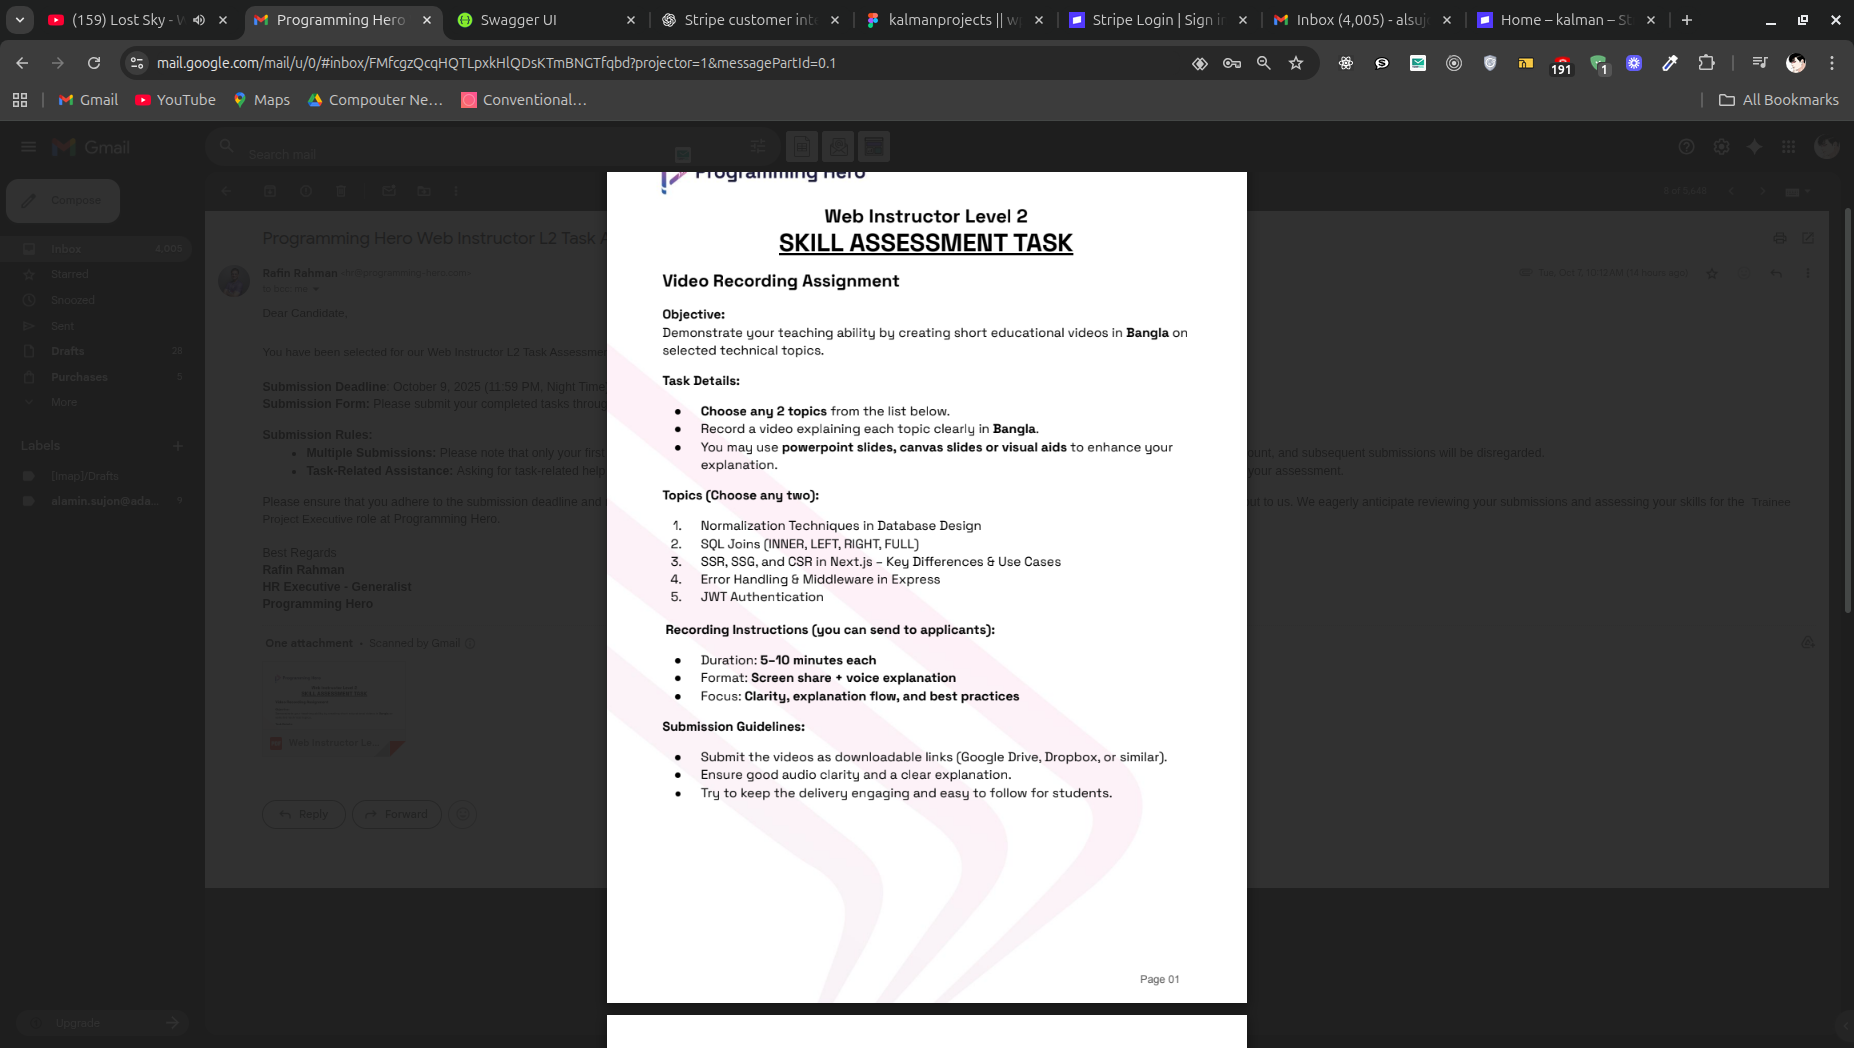 (159) Lost Sky - W
Programming Hero
Swagger UI
Stripe customer inte
kalmanprojects || wp
Stripe Login | Sign in
Inbox (4,005) - alsuj
Home – kalman – St
mail.google.com/mail/u/0/#inbox/FMfcgzQcqHQTLpxkHlQDsKTmBNGTfqbd?projector=1&messagePartId=0.1
191
1
Gmail
YouTube
Maps
Compouter Ne…
Conventional…
All Bookmarks
Gmail
Search mail
Compose
Inbox 4,005
Starred
Snoozed
Sent
Drafts 28
Purchases 5
More
Labels
[Imap]/Drafts
alamin.sujon@ada... 9
Upgrade
Programming Hero Web Instructor L2 Task A
Rafin Rahman <hr@programming-hero.com>
to bcc: me
Tue, Oct 7, 10:12 AM (14 hours ago)
Dear Candidate,
You have been selected for our Web Instructor L2 Task Assessmen
Submission Deadline: October 9, 2025 (11:59 PM, Night Time
Submission Form: Please submit your completed tasks throug
Submission Rules:
Multiple Submissions: Please note that only your first
ount, and subsequent submissions will be disregarded.
Task-Related Assistance: Asking for task-related help
your assessment.
Please ensure that you adhere to the submission deadline and
ut to us. We eagerly anticipate reviewing your submissions and assessing your skills for the Trainee
Project Executive role at Programming Hero.
Best Regards
Rafin Rahman
HR Executive - Generalist
Programming Hero
One attachment • Scanned by Gmail
Web Instructor Le...
Reply
Forward
Programming Hero
Web Instructor Level 2
SKILL ASSESSMENT TASK
Video Recording Assignment
Objective:
Demonstrate your teaching ability by creating short educational videos in Bangla on
selected technical topics.
Task Details:
● Choose any 2 topics from the list below.
● Record a video explaining each topic clearly in Bangla.
● You may use powerpoint slides, canvas slides or visual aids to enhance your
explanation.
Topics (Choose any two):
1. Normalization Techniques in Database Design
2. SQL Joins (INNER, LEFT, RIGHT, FULL)
3. SSR, SSG, and CSR in Next.js – Key Differences & Use Cases
4. Error Handling & Middleware in Express
5. JWT Authentication
Recording Instructions (you can send to applicants):
● Duration: 5–10 minutes each
● Format: Screen share + voice explanation
● Focus: Clarity, explanation flow, and best practices
Submission Guidelines:
● Submit the videos as downloadable links (Google Drive, Dropbox, or similar).
● Ensure good audio clarity and a clear explanation.
● Try to keep the delivery engaging and easy to follow for students.
Page 01